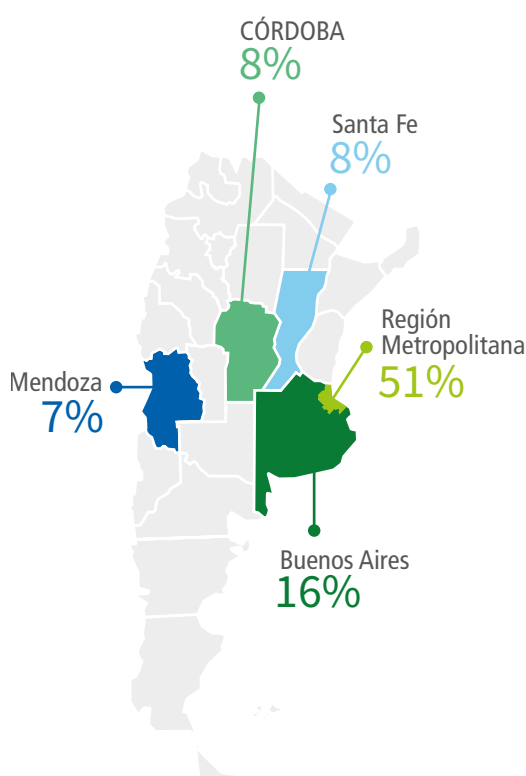 CÓRDOBA
8%
Santa Fe
8%
Región
Metropolitana
51%
Mendoza
7%
Buenos Aires
16%